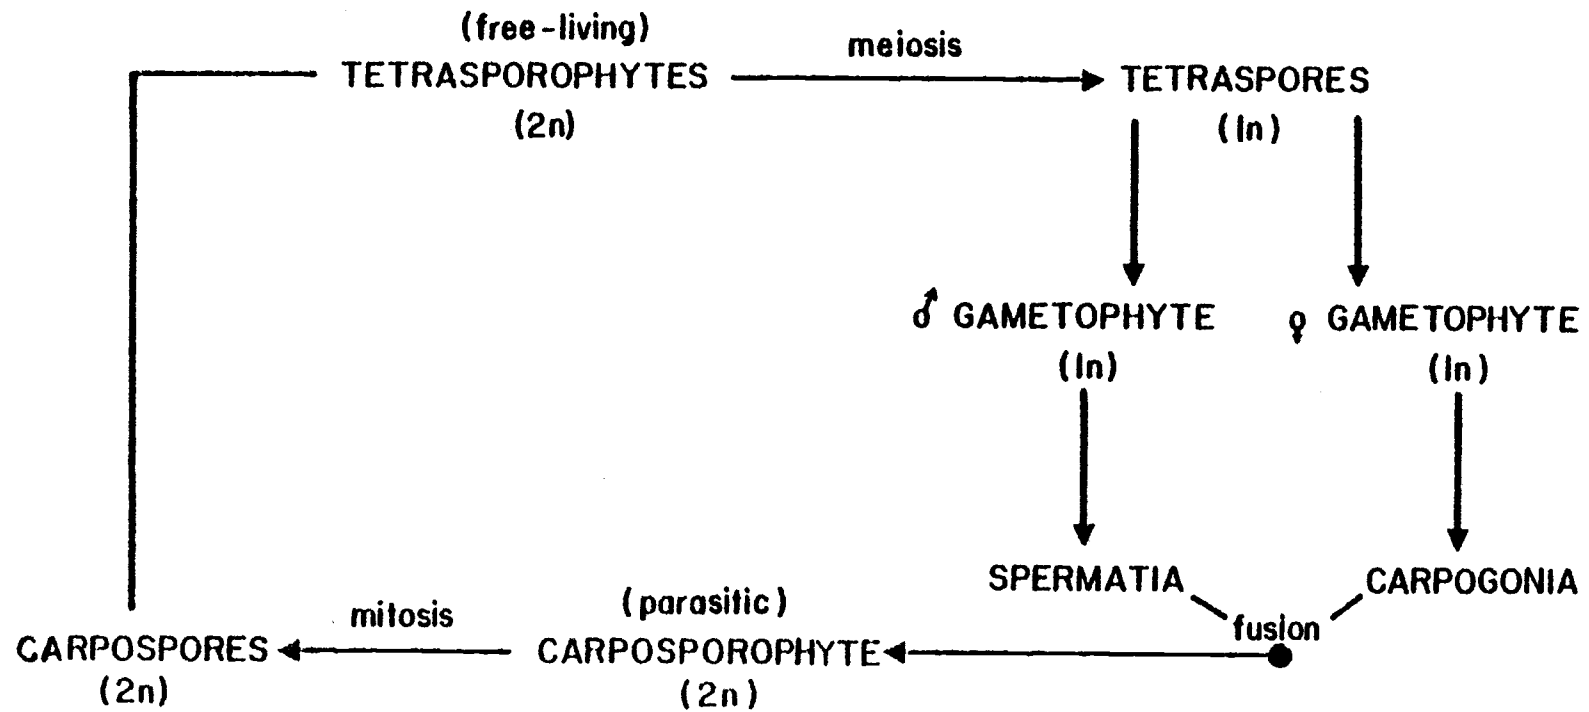 (free-living)
TETRASPOROPHYTES
(2n)
meiosis
TETRASPORES
(1n)
♂ GAMETOPHYTE
(1n)
♀ GAMETOPHYTE
(1n)
SPERMATIA
CARPOGONIA
fusion
(parasitic)
CARPOSPOROPHYTE
(2n)
mitosis
CARPOSPORES
(2n)